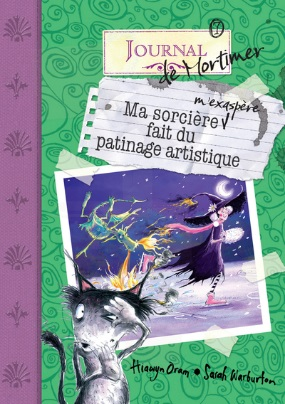 JOURNAL
de Mortimer
m'exaspère
Ma sorcière
fait du
patinage artistique
Hiawyn Oram • Sarah Warburton